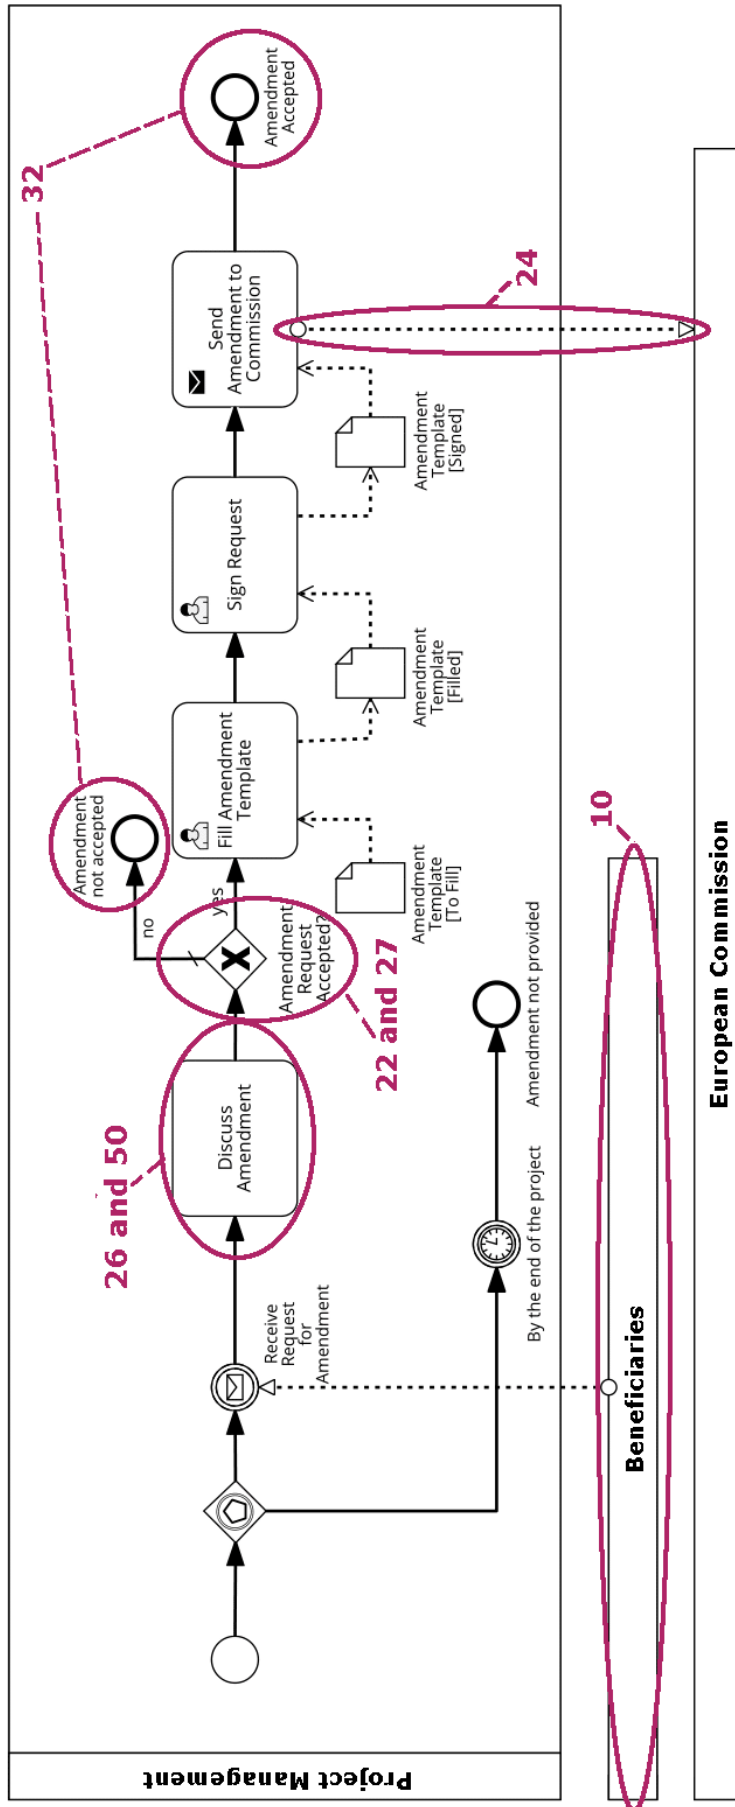 32
Amendment
Accepted
Send
Amendment to
Commission
24
Amendment
Template
[Signed]
Sign Request
Amendment
Template
[Filled]
Fill Amendment
Template
Amendment
not accepted
no
yes
Amendment
Template
[To Fill]
Amendment
Request
Accepted?
22 and 27
Discuss
Amendment
26 and 50
Receive
Request
for
Amendment
By the end of the project
Amendment not provided
10
Beneficiaries
European Commission
Project Management